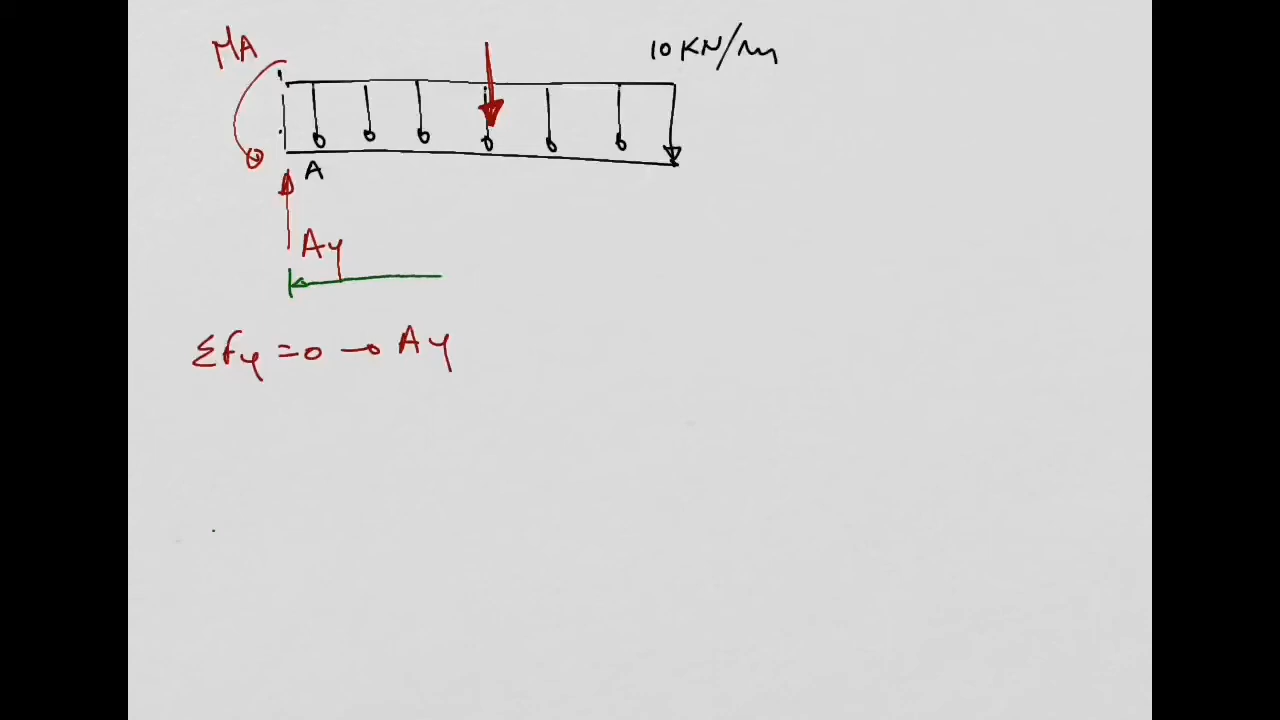 MA
10 KN/m
A
Ay
ΣFy = 0 → Ay